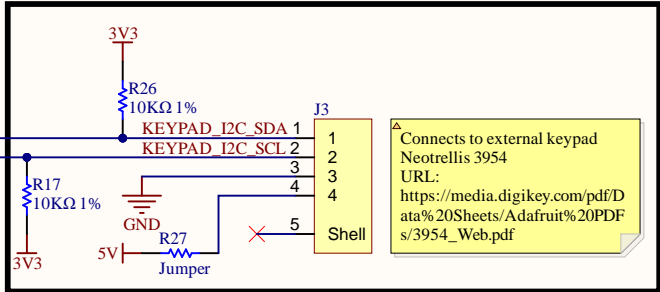 3V3
R26
10KΩ 1%
J3
KEYPAD_I2C_SDA 1 1
KEYPAD_I2C_SCL 2 2
3 3
4 4
5 Shell
R17
10KΩ 1%
3V3
GND
R27
5V
Jumper
Connects to external keypad
Neotrellis 3954
URL:
https://media.digikey.com/pdf/D
ata%20Sheets/Adafruit%20PDF
s/3954_Web.pdf